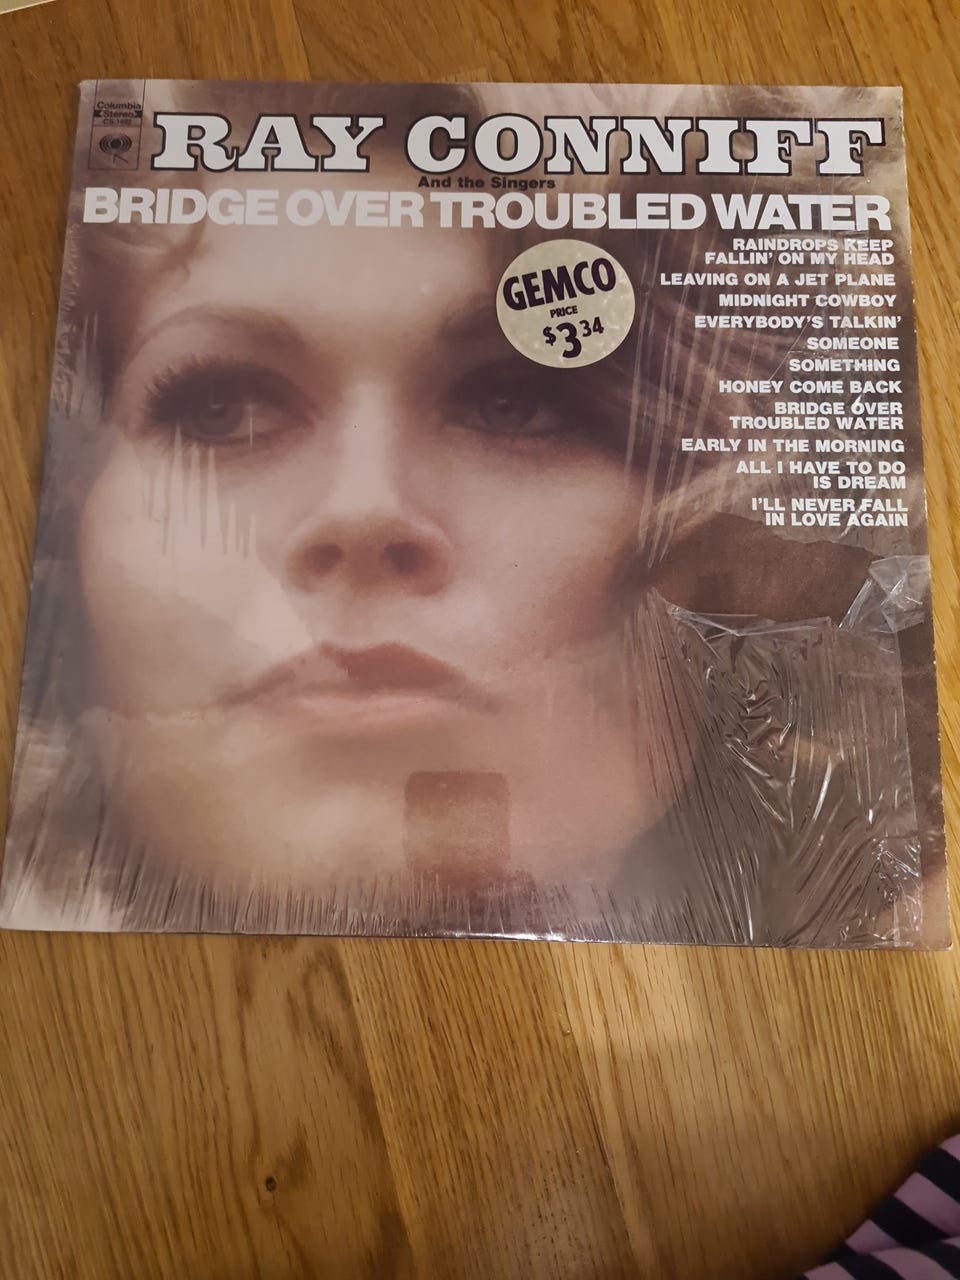 Columbia
Stereo
RAY CONNIFF
And the Singers
BRIDGE OVER TROUBLED WATER
RAINDROPS KEEP
FALLIN' ON MY HEAD
LEAVING ON A JET PLANE
MIDNIGHT COWBOY
EVERYBODY'S TALKIN'
SOMEONE
SOMETHING
HONEY COME BACK
BRIDGE OVER
TROUBLED WATER
EARLY IN THE MORNING
ALL I HAVE TO DO
IS DREAM
I'LL NEVER FALL
IN LOVE AGAIN
GEMCO
PRICE
$3 34